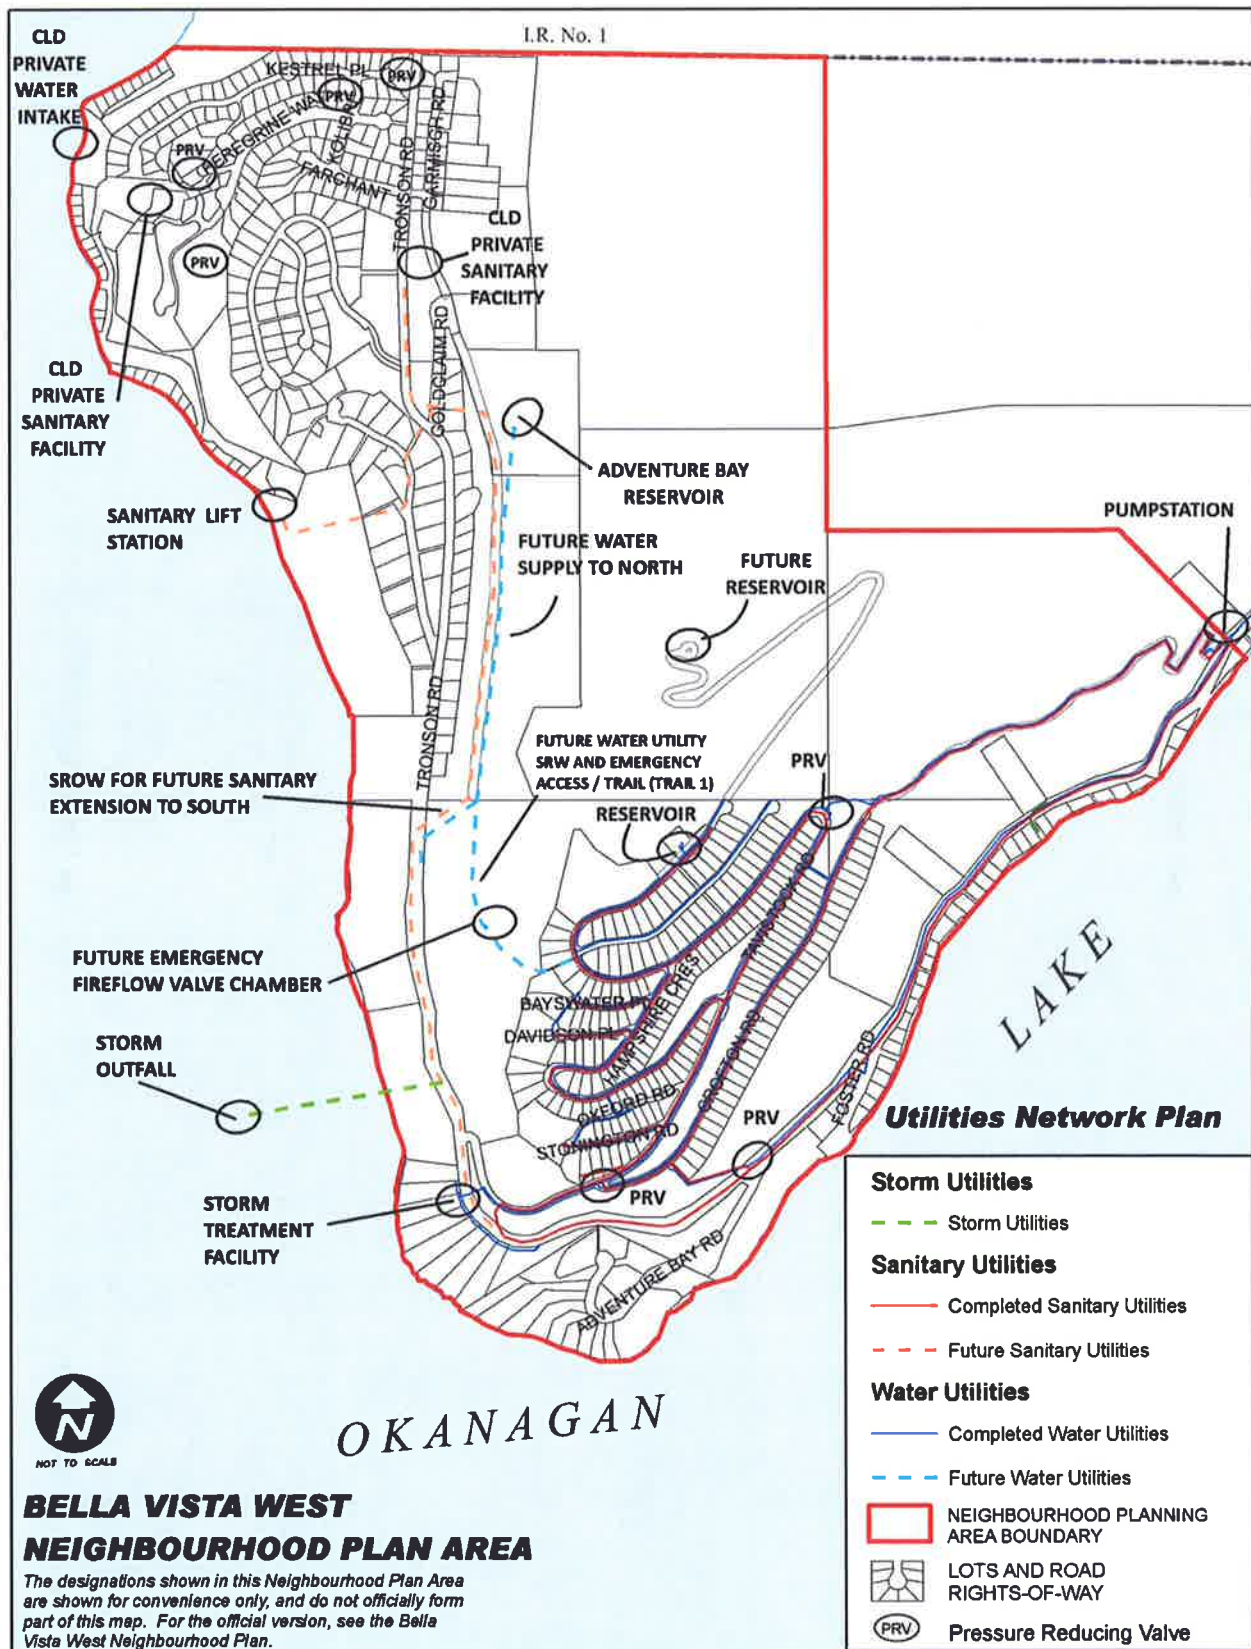 I.R. No. 1
CLD
PRIVATE
WATER
INTAKE
KESTREL PL
PRV
PRV
PEREGRINE WAY
KOLIBRI
PRV
FARCHANT
TRONSON RD
GARMISCH RD
PRV
CLD
PRIVATE
SANITARY
FACILITY
GOLDCLAIM RD
CLD
PRIVATE
SANITARY
FACILITY
ADVENTURE BAY
RESERVOIR
SANITARY LIFT
STATION
PUMPSTATION
FUTURE WATER
SUPPLY TO NORTH
FUTURE
RESERVOIR
TRONSON RD
FUTURE WATER UTILITY
SRW AND EMERGENCY
ACCESS / TRAIL (TRAIL 1)
PRV
SROW FOR FUTURE SANITARY
EXTENSION TO SOUTH
RESERVOIR
TAVISTOCK RD
FUTURE EMERGENCY
FIREFLOW VALVE CHAMBER
BAYSWATER PL
DAVIDSON PL
HAMPSHIRE CRES
CROFTON RD
OXFORD RD
STONINGTON RD
FOSTER RD
LAKE
STORM
OUTFALL
PRV
PRV
STORM
TREATMENT
FACILITY
ADVENTURE BAY RD
OKANAGAN
Utilities Network Plan
Storm Utilities
Storm Utilities
Sanitary Utilities
Completed Sanitary Utilities
Future Sanitary Utilities
Water Utilities
Completed Water Utilities
Future Water Utilities
NEIGHBOURHOOD PLANNING
AREA BOUNDARY
LOTS AND ROAD
RIGHTS-OF-WAY
PRV Pressure Reducing Valve
N
NOT TO SCALE
BELLA VISTA WEST
NEIGHBOURHOOD PLAN AREA
The designations shown in this Neighbourhood Plan Area
are shown for convenience only, and do not officially form
part of this map. For the official version, see the Bella
Vista West Neighbourhood Plan.